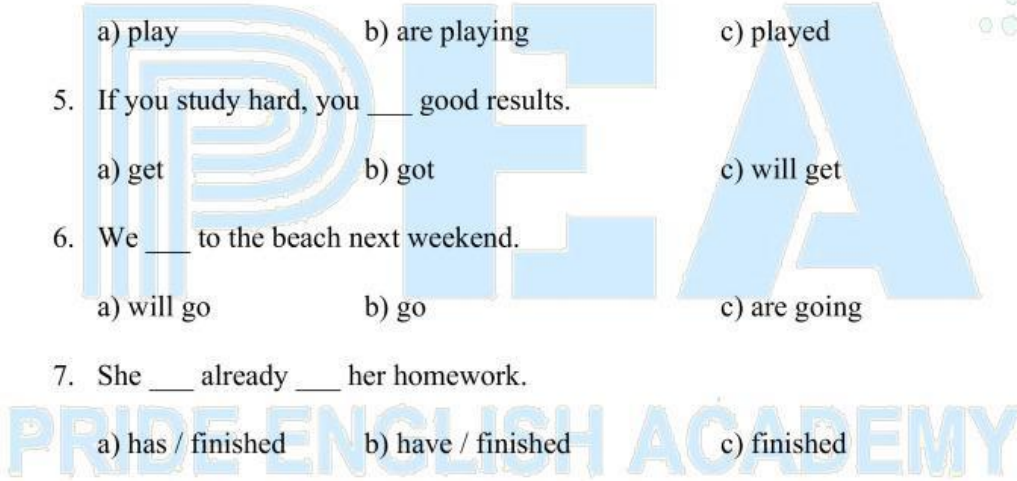 a) play b) are playing c) played
5. If you study hard, you ___ good results.
a) get b) got c) will get
6. We ___ to the beach next weekend.
a) will go b) go c) are going
7. She ___ already ___ her homework.
PRIDE ENGLISH ACADEMY
a) has / finished b) have / finished c) finished
PEA